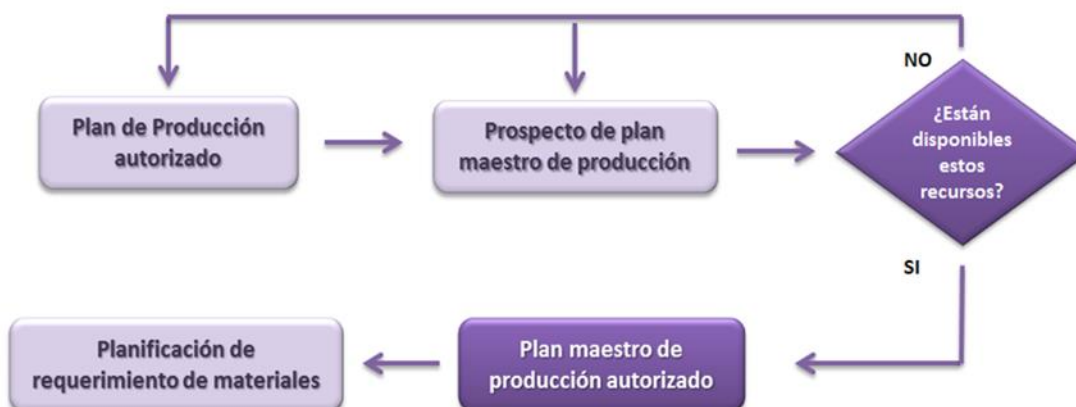 NO
Plan de Producción
autorizado
Prospecto de plan
maestro de producción
¿Están
disponibles
estos
recursos?
SI
Planificación de
requerimiento de materiales
Plan maestro de
producción autorizado